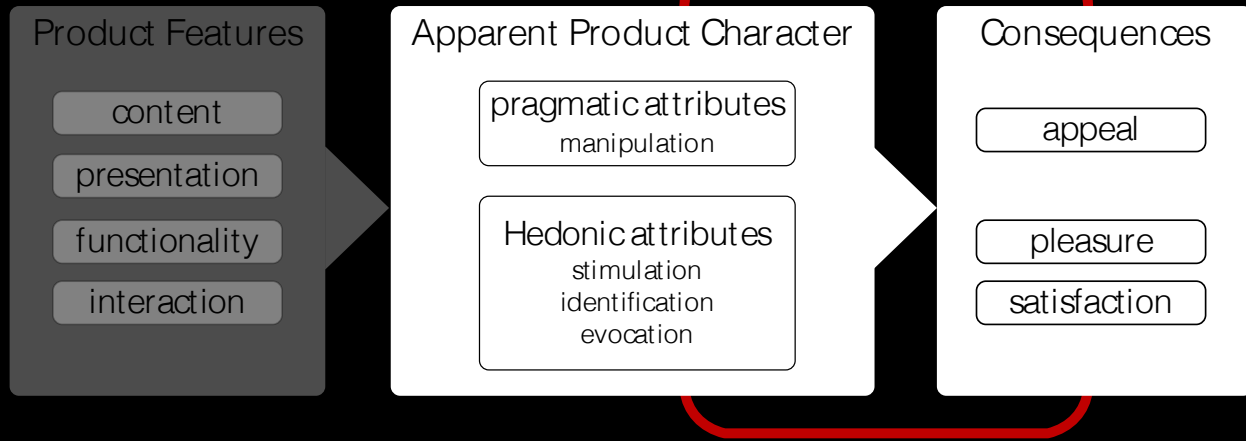 Product Features
content
presentation
functionality
interaction
Apparent Product Character
pragmatic attributes
manipulation
Hedonic attributes
stimulation
identification
evocation
Consequences
appeal
pleasure
satisfaction